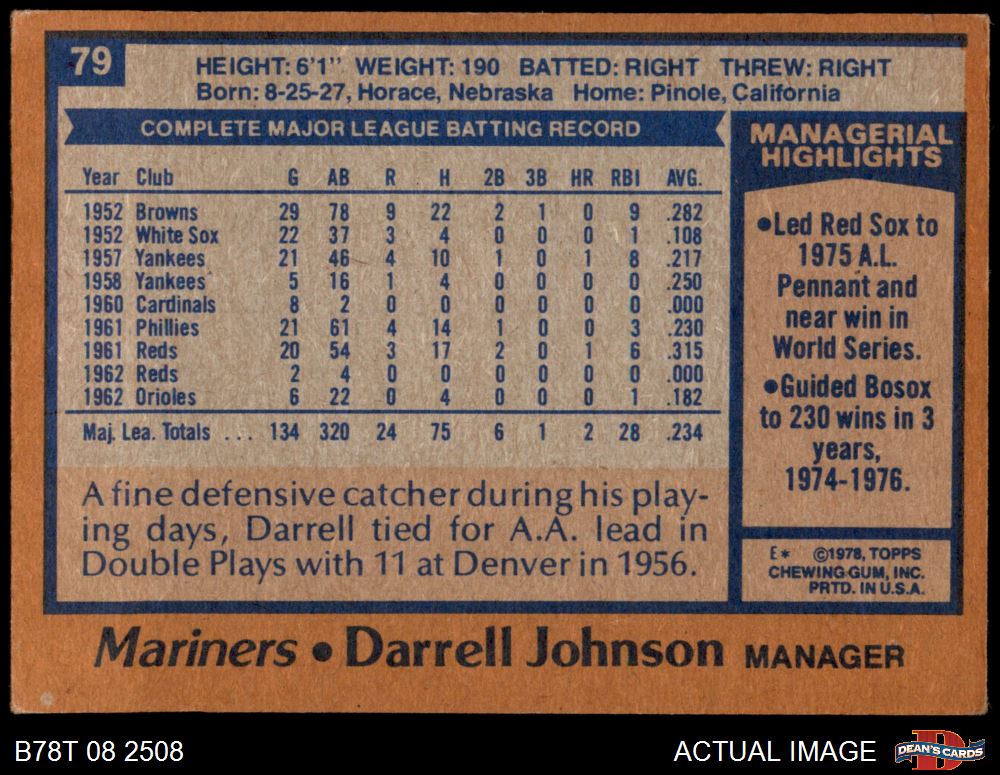 79
HEIGHT: 6'1" WEIGHT: 190 BATTED: RIGHT THREW: RIGHT
Born: 8-25-27, Horace, Nebraska Home: Pinole, California
COMPLETE MAJOR LEAGUE BATTING RECORD
Year Club G AB R H 2B 3B HR RBI AVG.
1952 Browns 29 78 9 22 2 1 0 9 .282
1952 White Sox 22 37 3 4 0 0 0 1 .108
1957 Yankees 21 46 4 10 1 0 1 8 .217
1958 Yankees 5 16 1 4 0 0 0 0 .250
1960 Cardinals 8 2 0 0 0 0 0 0 .000
1961 Phillies 21 61 4 14 1 0 0 3 .230
1961 Reds 20 54 3 17 2 0 1 6 .315
1962 Reds 2 4 0 0 0 0 0 0 .000
1962 Orioles 6 22 0 4 0 0 0 1 .182
Maj. Lea. Totals ... 134 320 24 75 6 1 2 28 .234
A fine defensive catcher during his play-
ing days, Darrell tied for A.A. lead in
Double Plays with 11 at Denver in 1956.
MANAGERIAL
HIGHLIGHTS
•Led Red Sox to
1975 A.L.
Pennant and
near win in
World Series.
•Guided Bosox
to 230 wins in 3
years,
1974-1976.
E* ©1978, TOPPS
CHEWING GUM, INC.
PRTD. IN U.S.A.
Mariners • Darrell Johnson MANAGER
B78T 08 2508
ACTUAL IMAGE
D
DEAN'S CARDS